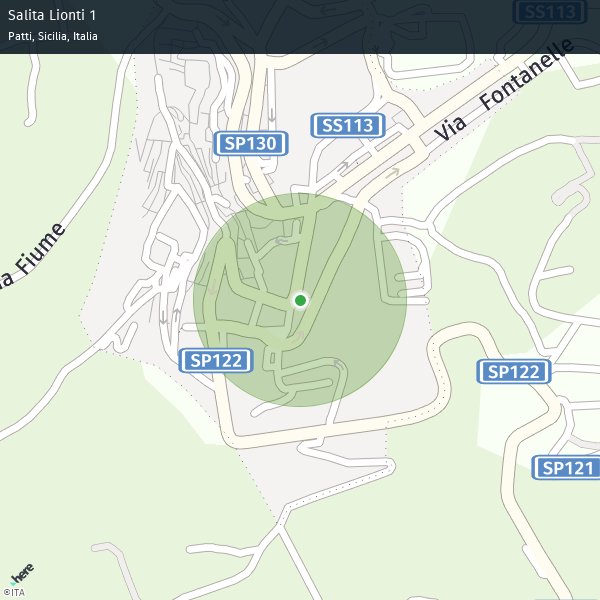 Salita Lionti 1
Patti, Sicilia, Italia
SS113
SS113
Via Fontanelle
SP130
Fiume
SP122
SP122
SP121
here
©ITA